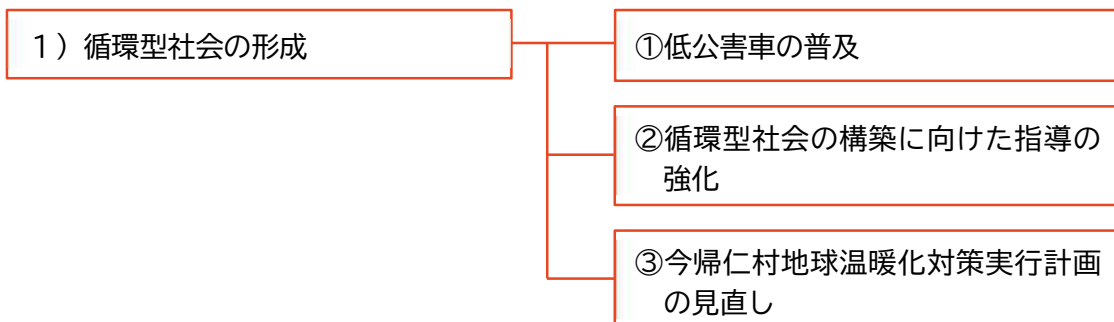 1）循環型社会の形成
①低公害車の普及
②循環型社会の構築に向けた指導の
強化
③今帰仁村地球温暖化対策実行計画
の見直し